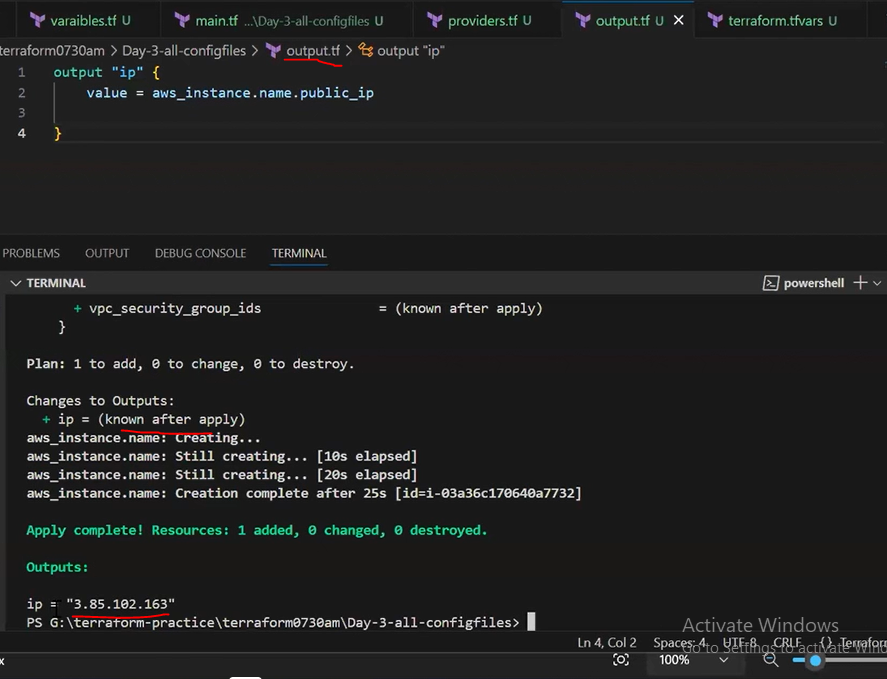 varaibles.tf U
main.tf ...\Day-3-all-configfiles U
providers.tf U
output.tf U
terraform.tfvars U
terraform0730am > Day-3-all-configfiles > output.tf > output "ip"
1 output "ip" {
2 value = aws_instance.name.public_ip
3
4 }
PROBLEMS OUTPUT DEBUG CONSOLE TERMINAL
TERMINAL
powershell
+ vpc_security_group_ids = (known after apply)
}
Plan: 1 to add, 0 to change, 0 to destroy.
Changes to Outputs:
+ ip = (known after apply)
aws_instance.name: Creating...
aws_instance.name: Still creating... [10s elapsed]
aws_instance.name: Still creating... [20s elapsed]
aws_instance.name: Creation complete after 25s [id=i-03a36c170640a7732]
Apply complete! Resources: 1 added, 0 changed, 0 destroyed.
Outputs:
ip = "3.85.102.163"
PS G:\terraform-practice\terraform0730am\Day-3-all-configfiles>
Activate Windows
Go to Settings to activate Wind
Ln 4, Col 2 Spaces: 4 UTF-8 CRLF {} Terrafor
100%